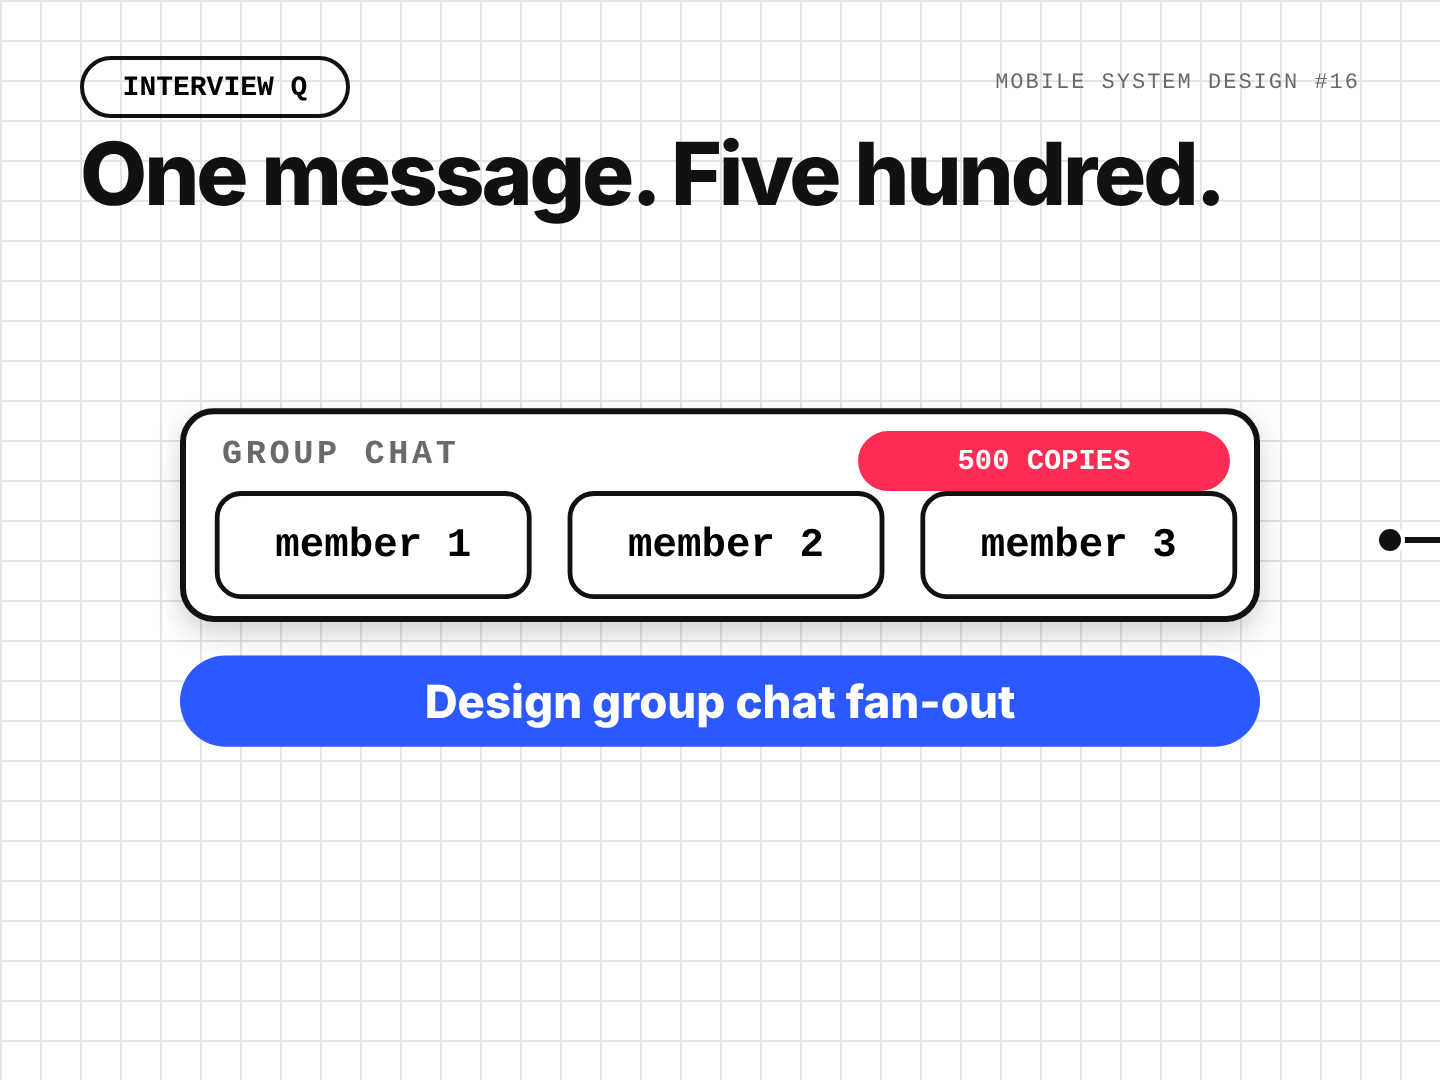 INTERVIEW Q
MOBILE SYSTEM DESIGN #16
One message. Five hundred.
GROUP CHAT
500 COPIES
member 1
member 2
member 3
Design group chat fan-out